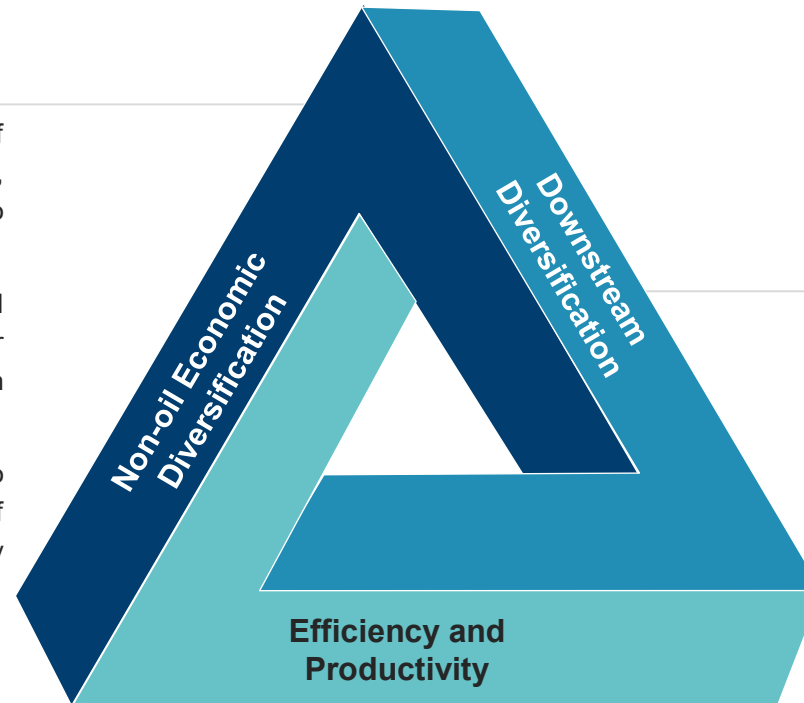 Non-oil Economic
Diversification
Downstream
Diversification
Efficiency and
Productivity